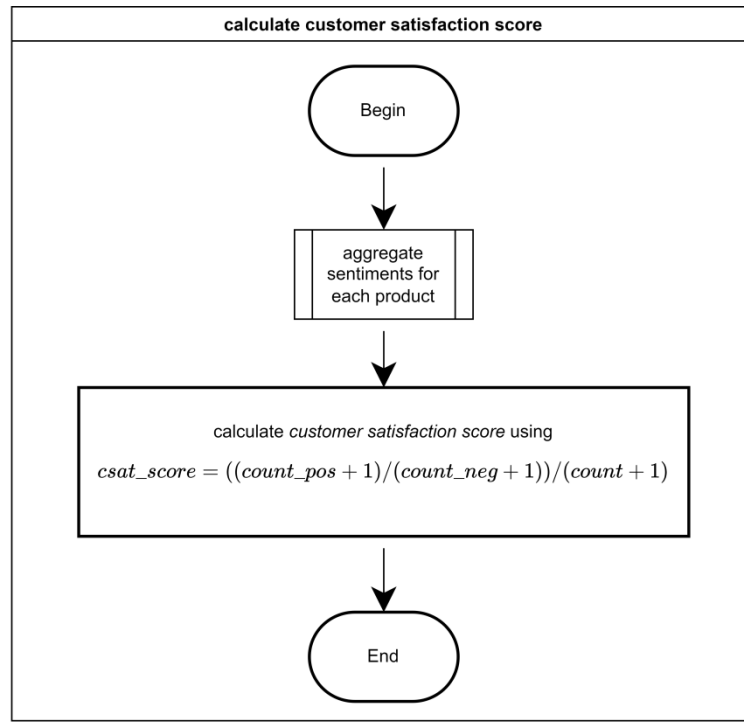 calculate customer satisfaction score
Begin
aggregate
sentiments for
each product
calculate customer satisfaction score using
csat_score = ((count_pos + 1)/(count_neg + 1))/(count + 1)
End